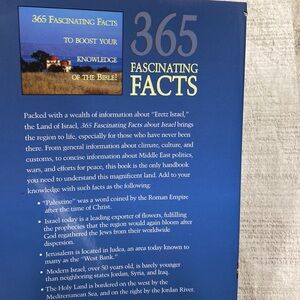 365 FASCINATING FACTS
TO BOOST YOUR
KNOWLEDGE
OF THE BIBLE!
365
FASCINATING
FACTS
Packed with a wealth of information about "Eretz Israel,"
the Land of Israel, 365 Fascinating Facts about Israel brings
the region to life, especially for those who have never been
there. From general information about climate, culture, and
customs, to concise information about Middle East politics,
wars, and efforts for peace, this book is the only handbook
you need to understand this magnificent land. Add to your
knowledge with such facts as the following:
• "Palestine" was a word coined by the Roman Empire
after the time of Christ.
• Israel today is a leading exporter of flowers, fulfilling
the prophecies that the region would again bloom after
God regathered the Jews from their worldwide
dispersion.
• Jerusalem is located in Judea, an area today known to
many as the "West Bank."
• Modern Israel, over 50 years old, is barely younger
than neighboring states Jordan, Syria, and Iraq.
• The Holy Land is bordered on the west by the
Mediterranean Sea, and on the right by the Jordan River.